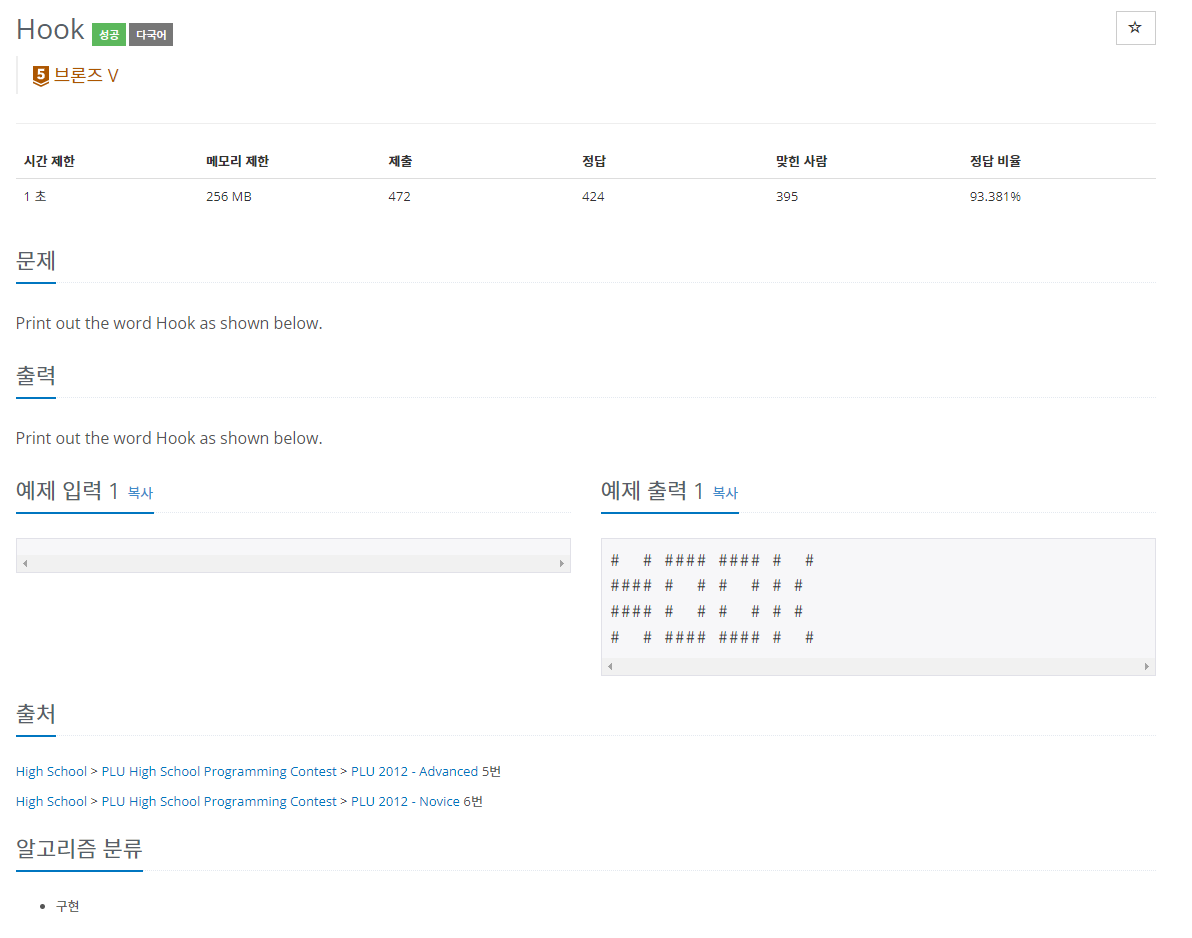 Hook 성공 다국어
☆
5 브론즈 V
시간 제한 메모리 제한 제출 정답 맞힌 사람 정답 비율
1 초 256 MB 472 424 395 93.381%
문제
Print out the word Hook as shown below.
출력
Print out the word Hook as shown below.
예제 입력 1 복사
예제 출력 1 복사
#  # #### #### #  #
#### #  # #  # # #
#### #  # #  # # #
#  # #### #### #  #
출처
High School > PLU High School Programming Contest > PLU 2012 - Advanced 5번
High School > PLU High School Programming Contest > PLU 2012 - Novice 6번
알고리즘 분류
• 구현